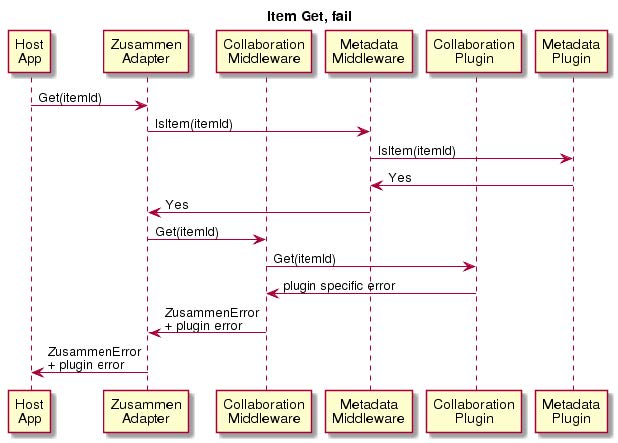 Item Get, fail
Host
App
Zusammen
Adapter
Collaboration
Middleware
Metadata
Middleware
Collaboration
Plugin
Metadata
Plugin
Get(itemId)
IsItem(itemId)
IsItem(itemId)
Yes
Yes
Get(itemId)
Get(itemId)
plugin specific error
ZusammenError
+ plugin error
ZusammenError
+ plugin error
Host
App
Zusammen
Adapter
Collaboration
Middleware
Metadata
Middleware
Collaboration
Plugin
Metadata
Plugin